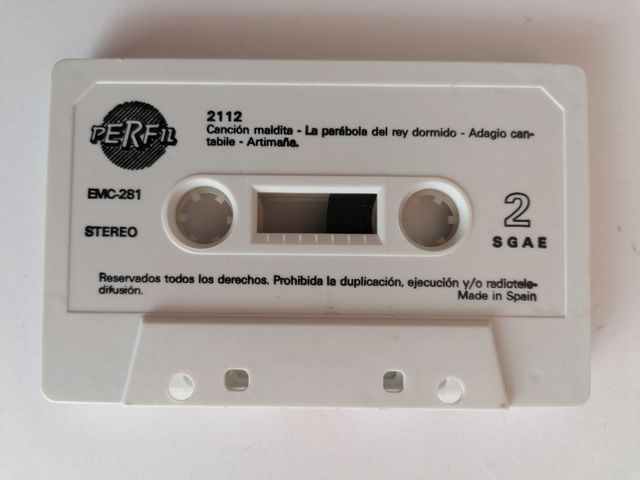 PERFIL
2112
Canción maldita - La parábola del rey dormido - Adagio can-
tabile - Artimaña.
EMC-281
STEREO
2
SGAE
Reservados todos los derechos. Prohibida la duplicación, ejecución y/o radiotele-
difusión.
Made in Spain